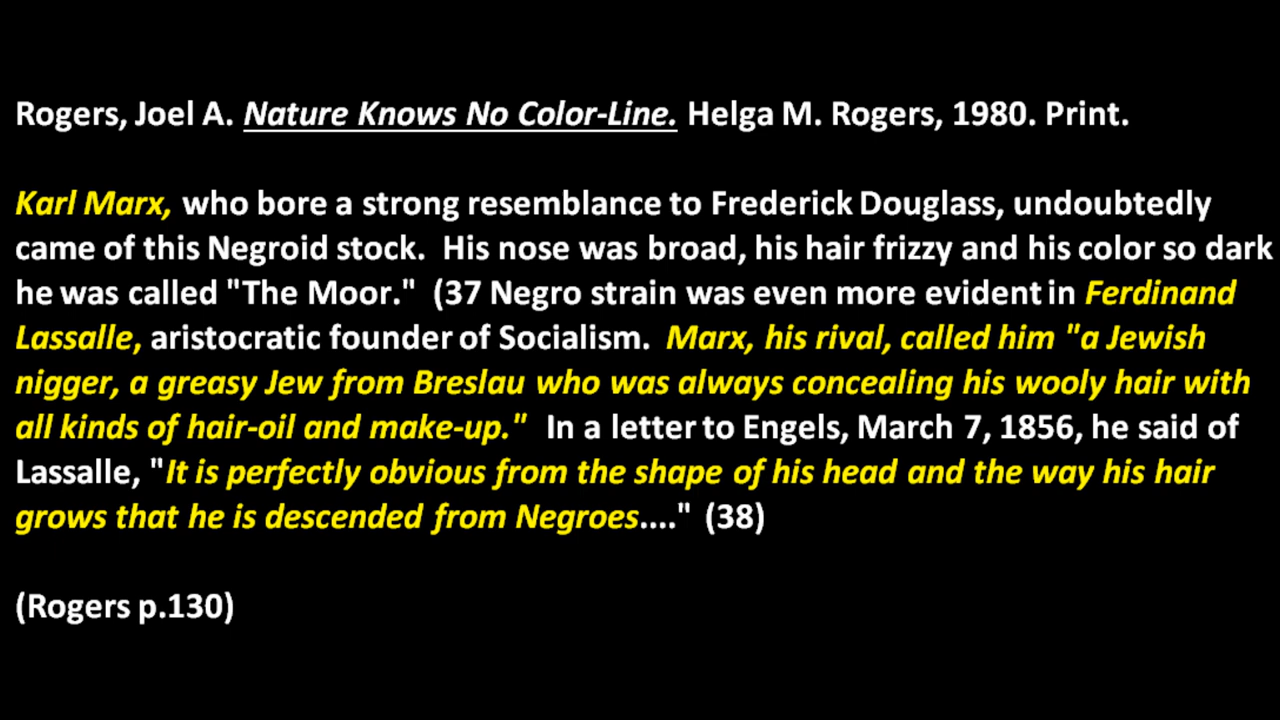 Rogers, Joel A. Nature Knows No Color-Line. Helga M. Rogers, 1980. Print.
Karl Marx, who bore a strong resemblance to Frederick Douglass, undoubtedly
came of this Negroid stock. His nose was broad, his hair frizzy and his color so dark
he was called "The Moor." (37 Negro strain was even more evident in Ferdinand
Lassalle, aristocratic founder of Socialism. Marx, his rival, called him "a Jewish
nigger, a greasy Jew from Breslau who was always concealing his wooly hair with
all kinds of hair-oil and make-up." In a letter to Engels, March 7, 1856, he said of
Lassalle, "It is perfectly obvious from the shape of his head and the way his hair
grows that he is descended from Negroes...." (38)
(Rogers p.130)